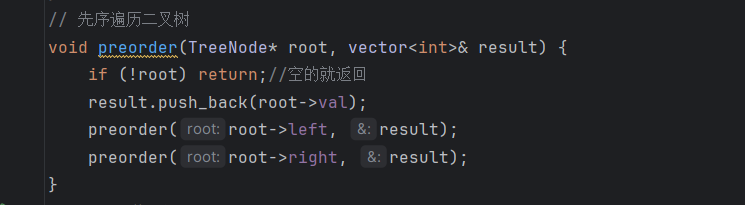 // 先序遍历二叉树
void preorder(TreeNode* root, vector<int>& result) {
    if (!root) return;//空的就返回
    result.push_back(root->val);
    preorder( root: root->left, &: result);
    preorder( root: root->right, &: result);
}